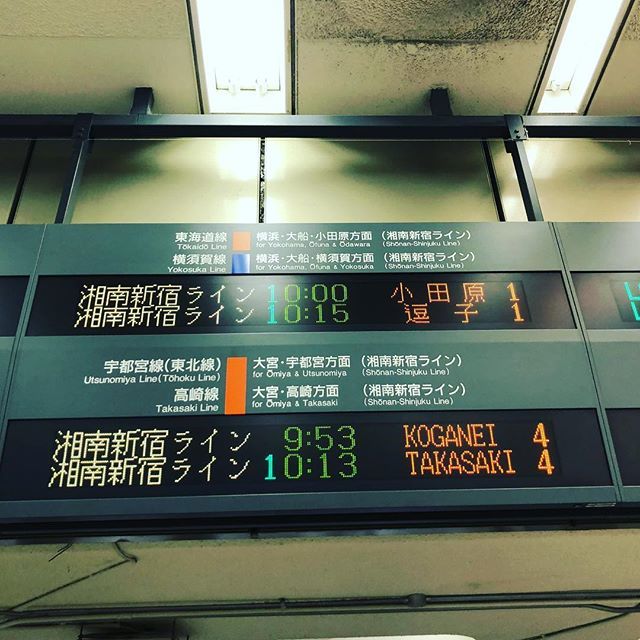 東海道線 横浜・大船・小田原方面 (湘南新宿ライン)
Tōkaidō Line for Yokohama, Ōfuna & Odawara (Shōnan-Shinjuku Line)
横須賀線 横浜・大船・横須賀方面 (湘南新宿ライン)
Yokosuka Line for Yokohama, Ōfuna & Yokosuka (Shōnan-Shinjuku Line)
湘南新宿ライン 10:00 小田原 1
湘南新宿ライン 10:15 逗子 1
宇都宮線(東北線) 大宮・宇都宮方面 (湘南新宿ライン)
Utsunomiya Line (Tōhoku Line) for Ōmiya & Utsunomiya (Shōnan-Shinjuku Line)
高崎線 大宮・高崎方面 (湘南新宿ライン)
Takasaki Line for Ōmiya & Takasaki (Shōnan-Shinjuku Line)
湘南新宿ライン 9:53 KOGANEI 4
湘南新宿ライン 10:13 TAKASAKI 4